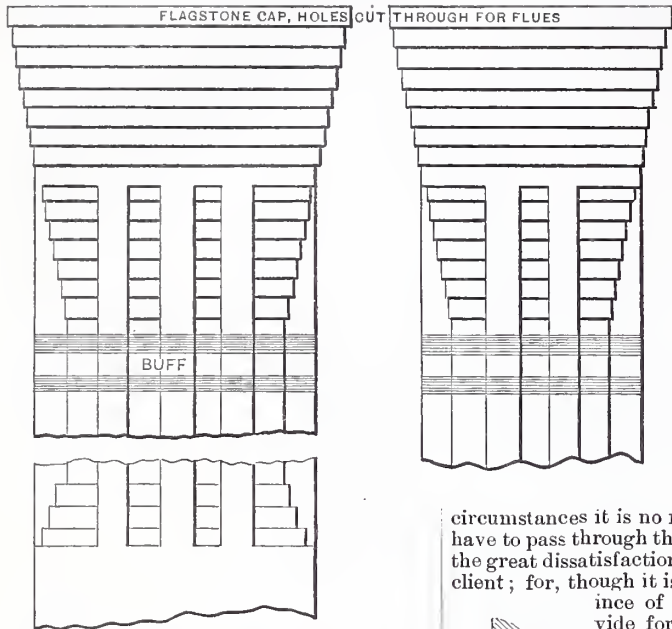 FLAGSTONE CAP, HOLES CUT THROUGH FOR FLUES
BUFF
circumstances it is no
have to pass through
the great dissatisfaction
client ; for, though it is
ince of
vide for